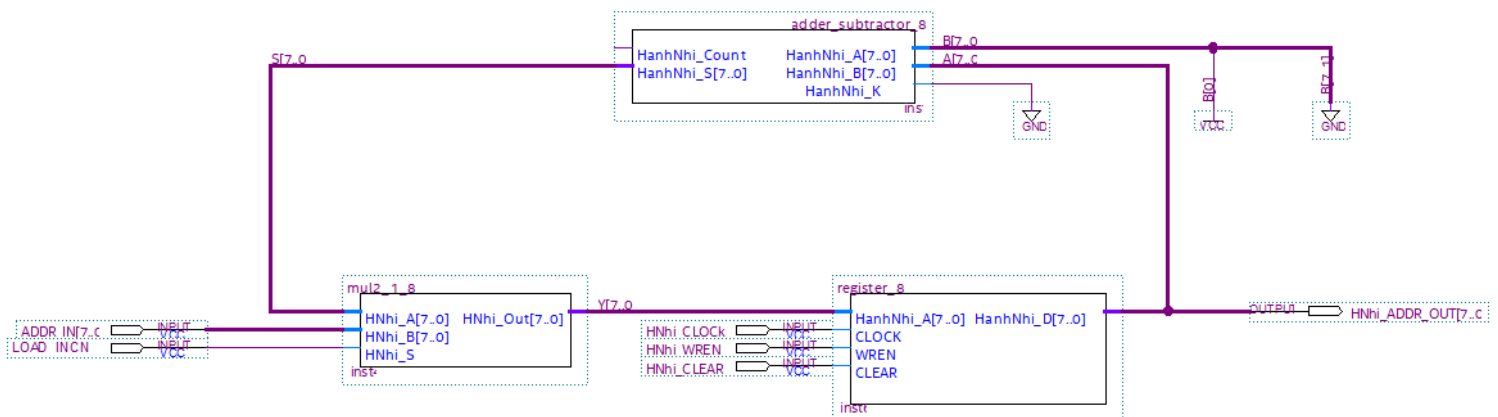 adder_subtractor_8
S[7..0
HanhNhi_Count
HanhNhi_S[7..0]
HanhNhi_A[7..0]
HanhNhi_B[7..0]
HanhNhi_K
B[7..0
A[7..0
ins
GND
B[0]
VCC
B[7..1]
GND
mul2_1_8
HNhi_A[7..0]
HNhi_B[7..0]
HNhi_S
HNhi_Out[7..0]
Y[7..0
ADDR_IN[7..0
INPUT
VCC
LOAD_INCN
INPUT
VCC
register_8
HanhNhi_A[7..0]
HanhNhi_D[7..0]
CLOCK
WREN
CLEAR
HNhi_CLOCk
INPUT
VCC
HNhi_WREN
INPUT
VCC
HNhi_CLEAR
INPUT
VCC
OUTPUT
HNhi_ADDR_OUT[7..0